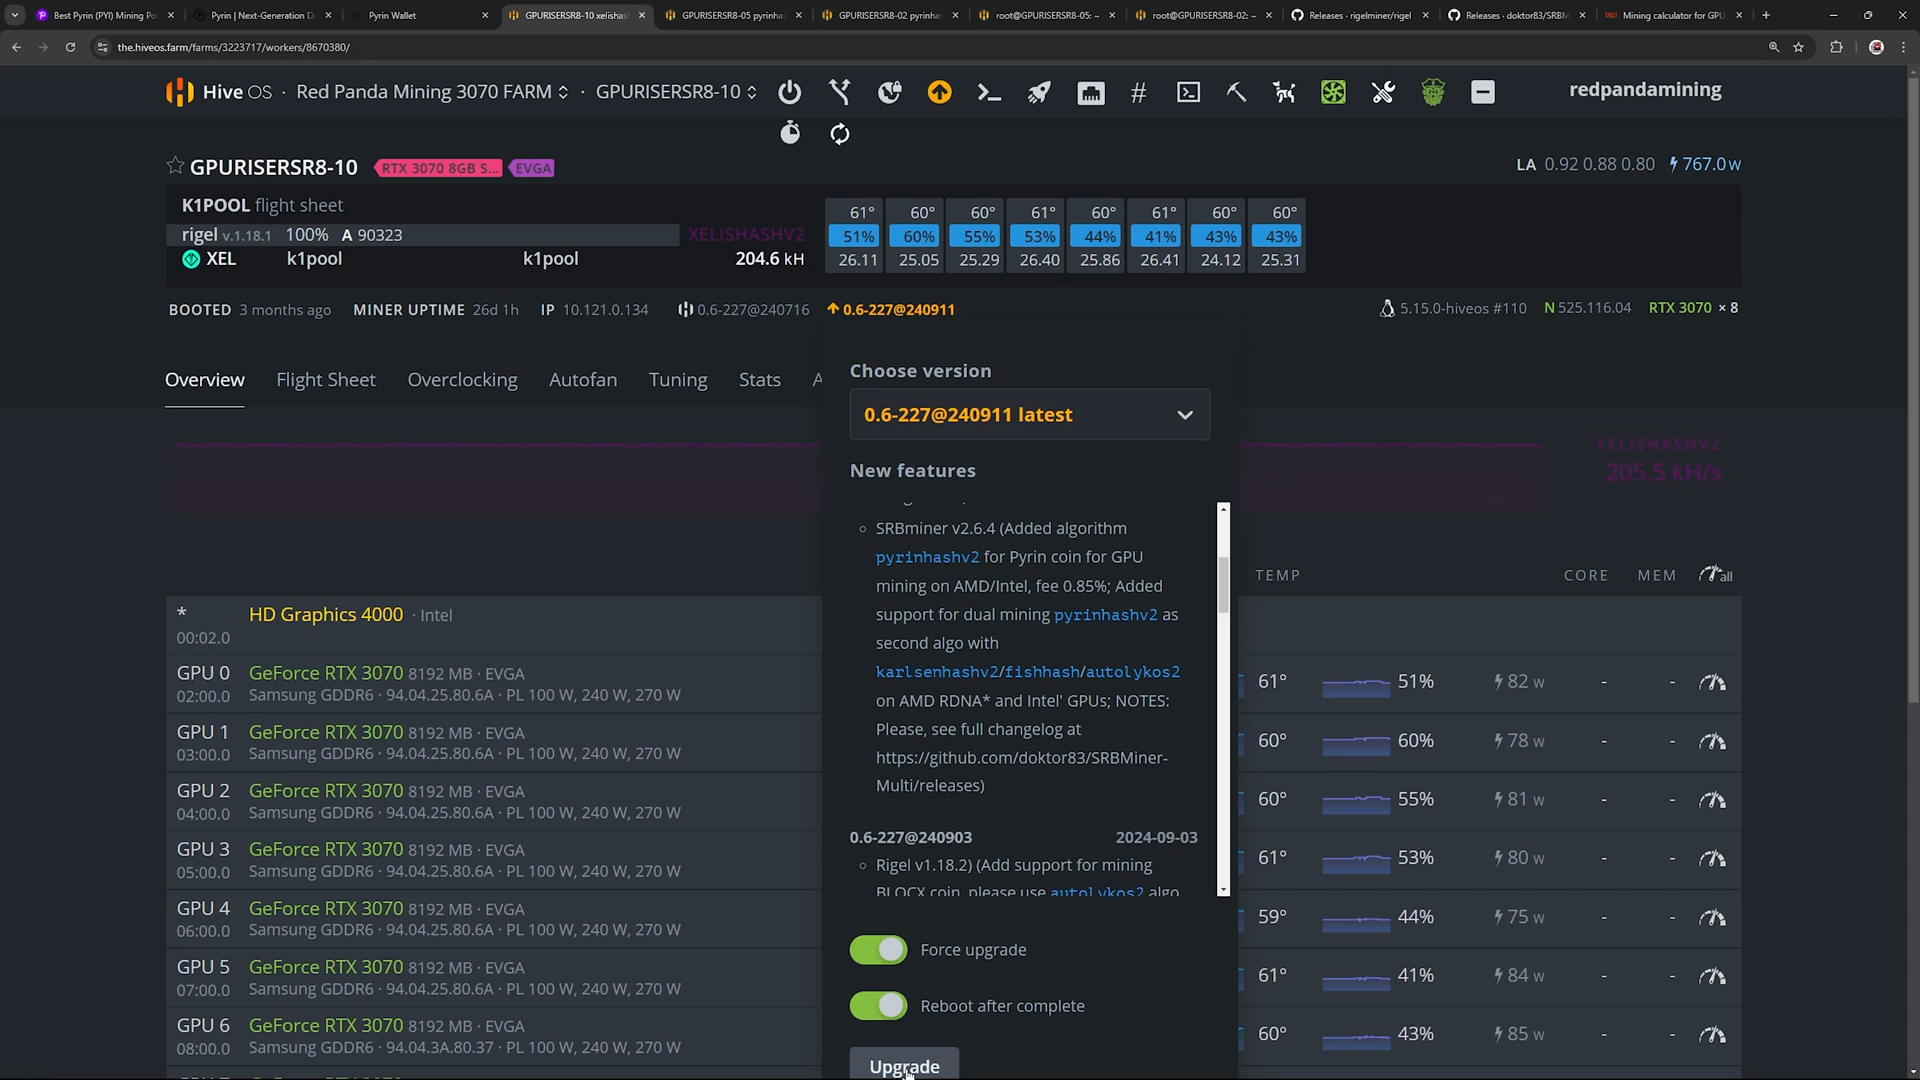 Best Pyrin (PYI) Mining Po
Pyrin | Next-Generation D
Pyrin Wallet
GPURISERSR8-10 xelishas
GPURISERSR8-05 pyrinha
GPURISERSR8-02 pyrinha
root@GPURISERSR8-05: ~
root@GPURISERSR8-02: ~
Releases · rigelminer/rigel
Releases · doktor83/SRBM
Mining calculator for GPU
the.hiveos.farm/farms/3223717/workers/8670380/
Hive OS · Red Panda Mining 3070 FARM · GPURISERSR8-10
redpandamining
GPURISERSR8-10 RTX 3070 8GB S... EVGA
LA 0.92 0.88 0.80 767.0 W
K1POOL flight sheet
rigel v.1.18.1 100% A 90323 XELISHASHV2
XEL k1pool k1pool 204.6 kH
61° 60° 60° 61° 60° 61° 60° 60°
51% 60% 55% 53% 44% 41% 43% 43%
26.11 25.05 25.29 26.40 25.86 26.41 24.12 25.31
BOOTED 3 months ago MINER UPTIME 26d 1h IP 10.121.0.134 0.6-227@240716 0.6-227@240911
5.15.0-hiveos #110 N 525.116.04 RTX 3070 × 8
Overview Flight Sheet Overclocking Autofan Tuning Stats A
Choose version
0.6-227@240911 latest
New features
SRBminer v2.6.4 (Added algorithm
pyrinhashv2 for Pyrin coin for GPU
mining on AMD/Intel, fee 0.85%; Added
support for dual mining pyrinhashv2 as
second algo with
karlsenhashv2/fishhash/autolykos2
on AMD RDNA* and Intel' GPUs; NOTES:
Please, see full changelog at
https://github.com/doktor83/SRBMiner-
Multi/releases)
0.6-227@240903 2024-09-03
Rigel v1.18.2) (Add support for mining
BLOCX coin, please use autolykos2 algo
Force upgrade
Reboot after complete
Upgrade
XELISHASHV2
205.5 kH/s
TEMP CORE MEM all
* HD Graphics 4000 · Intel
00:02.0
GPU 0 GeForce RTX 3070 8192 MB · EVGA
02:00.0 Samsung GDDR6 · 94.04.25.80.6A · PL 100 W, 240 W, 270 W
61° 51% 82 W - -
GPU 1 GeForce RTX 3070 8192 MB · EVGA
03:00.0 Samsung GDDR6 · 94.04.25.80.6A · PL 100 W, 240 W, 270 W
60° 60% 78 W - -
GPU 2 GeForce RTX 3070 8192 MB · EVGA
04:00.0 Samsung GDDR6 · 94.04.25.80.6A · PL 100 W, 240 W, 270 W
60° 55% 81 W - -
GPU 3 GeForce RTX 3070 8192 MB · EVGA
05:00.0 Samsung GDDR6 · 94.04.25.80.6A · PL 100 W, 240 W, 270 W
61° 53% 80 W - -
GPU 4 GeForce RTX 3070 8192 MB · EVGA
06:00.0 Samsung GDDR6 · 94.04.25.80.6A · PL 100 W, 240 W, 270 W
59° 44% 75 W - -
GPU 5 GeForce RTX 3070 8192 MB · EVGA
07:00.0 Samsung GDDR6 · 94.04.25.80.6A · PL 100 W, 240 W, 270 W
61° 41% 84 W - -
GPU 6 GeForce RTX 3070 8192 MB · EVGA
08:00.0 Samsung GDDR6 · 94.04.3A.80.37 · PL 100 W, 240 W, 270 W
60° 43% 85 W - -